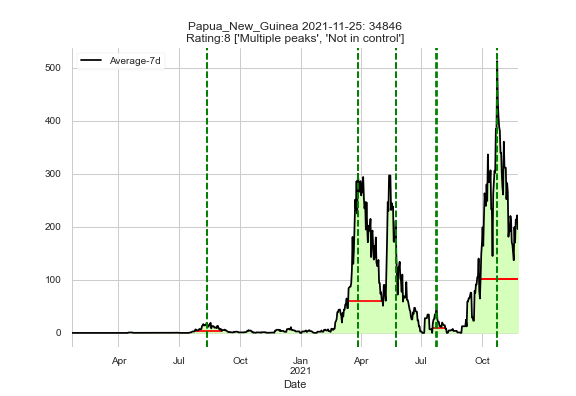 Papua_New_Guinea 2021-11-25: 34846
Rating:8 ['Multiple peaks', 'Not in control']
Average-7d
500
400
300
200
100
0
Apr Jul Oct Jan Apr Jul Oct
2021
Date